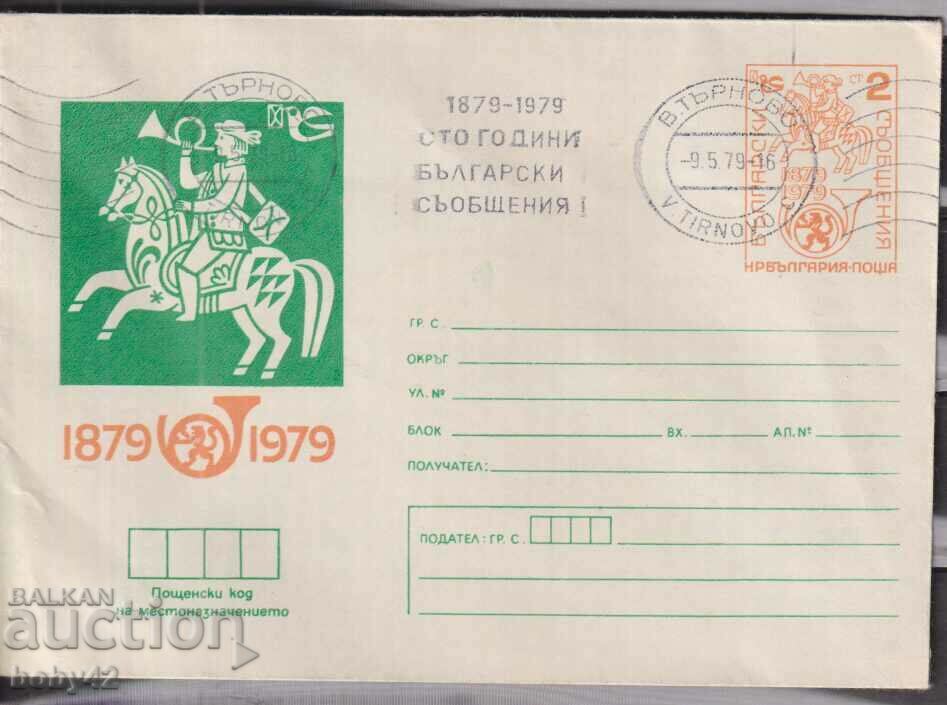 ТЪРНОВО
1879-1979
СТО ГОДИНИ
БЪЛГАРСКИ
СЪОБЩЕНИЯ
В.ТЪРНОВО
-9.5.79-16
V.TIRNOVO
СТ 2
БЪЛГАРСКИ
СЪОБЩЕНИЯ
1879
1979
НРБЪЛГАРИЯ·ПОЩА
1879 1979
ГР. С.
ОКРЪГ
УЛ. №
БЛОК ВХ. АП.№
ПОЛУЧАТЕЛ:
ПОДАТЕЛ: ГР. С.
Пощенски код
на местоназначението
BALKAN
auction
boby42